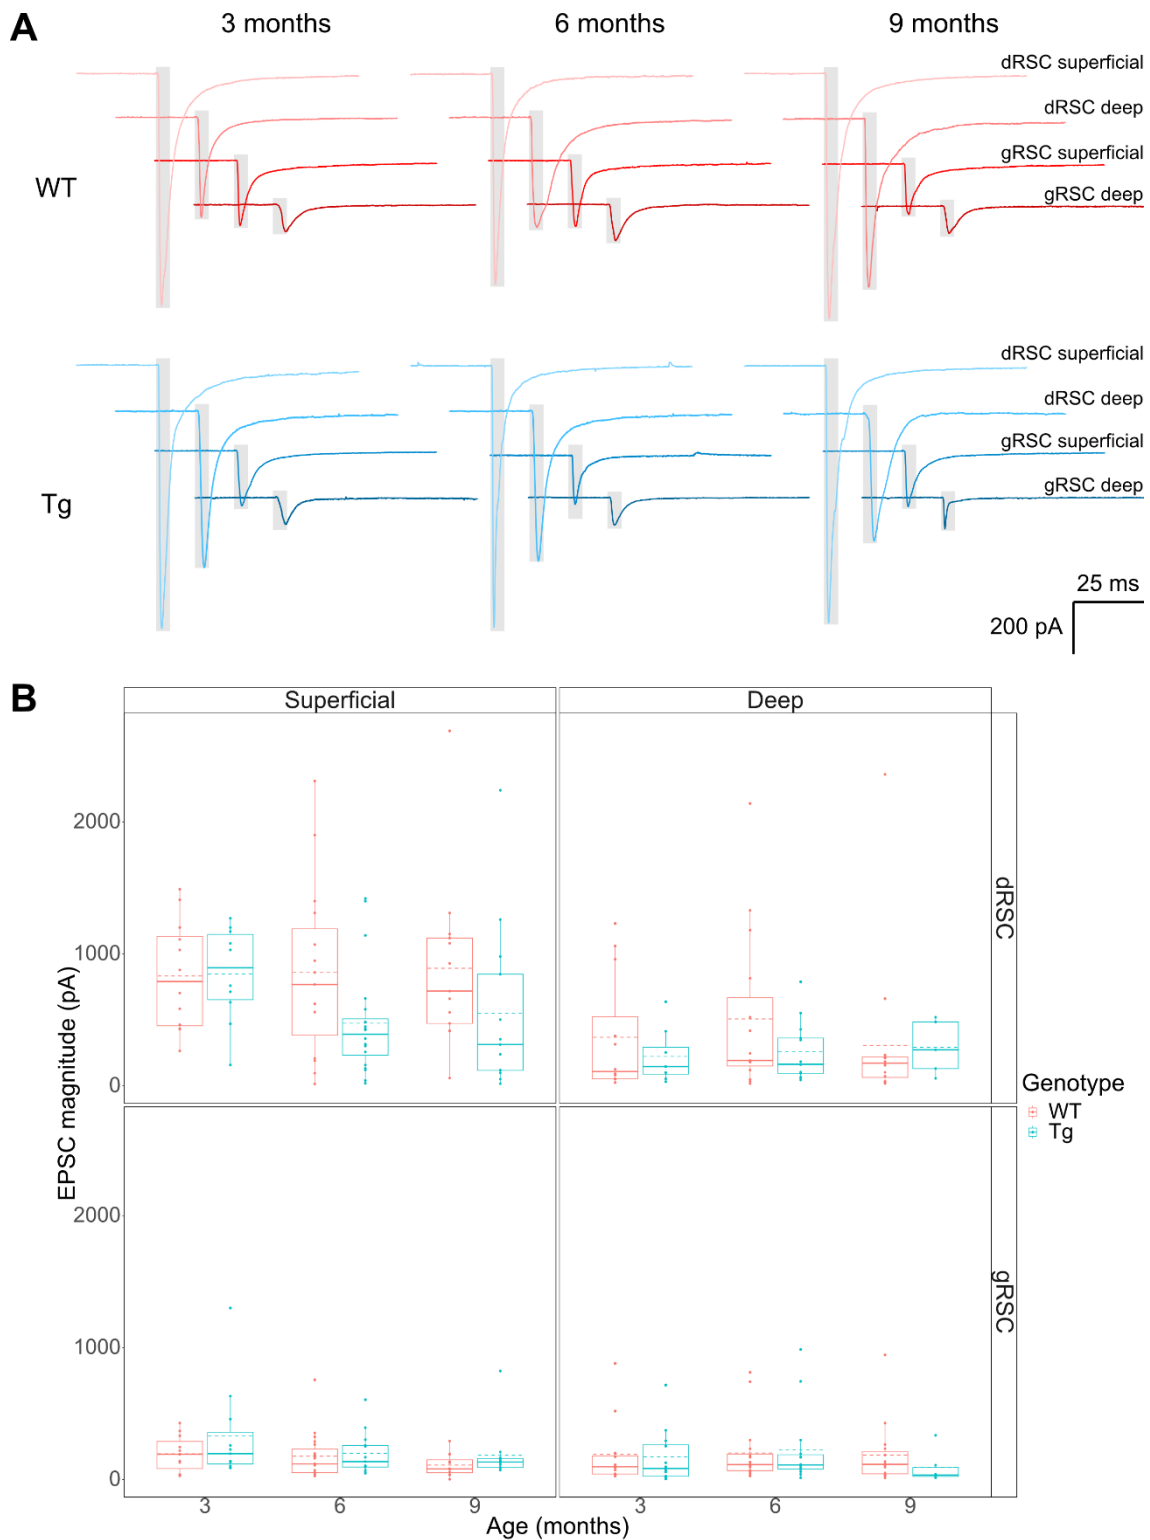 A
3 months 6 months 9 months
dRSC superficial
dRSC deep
gRSC superficial
gRSC deep
WT
dRSC superficial
dRSC deep
gRSC superficial
gRSC deep
Tg
25 ms
200 pA
B
Superficial Deep
2000
1000
0
dRSC
EPSC magnitude (pA)
Genotype
WT
Tg
2000
1000
0
gRSC
3 6 9 3 6 9
Age (months)